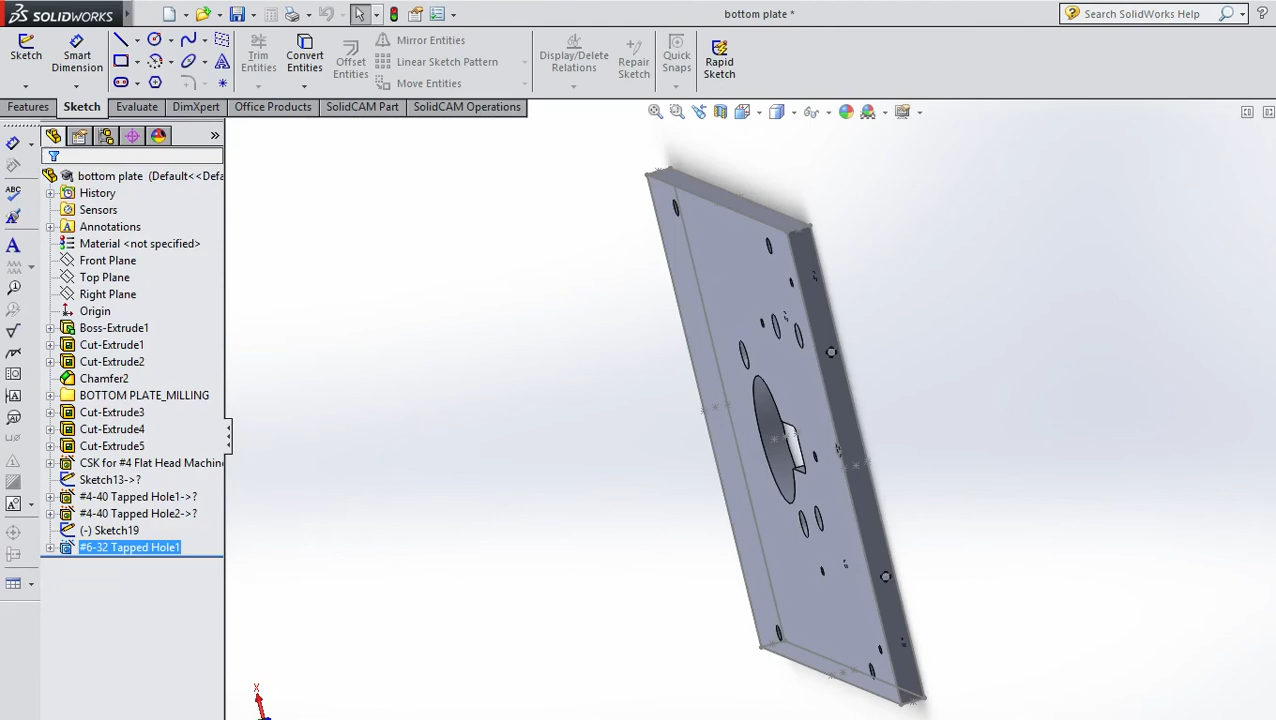 SOLIDWORKS
bottom plate *
Search SolidWorks Help
Sketch
Smart Dimension
Trim Entities
Convert Entities
Offset Entities
Mirror Entities
Linear Sketch Pattern
Move Entities
Display/Delete Relations
Repair Sketch
Quick Snaps
Rapid Sketch
Features
Sketch
Evaluate
DimXpert
Office Products
SolidCAM Part
SolidCAM Operations
bottom plate (Default<<Defa
History
Sensors
Annotations
Material <not specified>
Front Plane
Top Plane
Right Plane
Origin
Boss-Extrude1
Cut-Extrude1
Cut-Extrude2
Chamfer2
BOTTOM PLATE_MILLING
Cut-Extrude3
Cut-Extrude4
Cut-Extrude5
CSK for #4 Flat Head Machin
Sketch13->?
#4-40 Tapped Hole1->?
#4-40 Tapped Hole2->?
(-) Sketch19
#6-32 Tapped Hole1
X